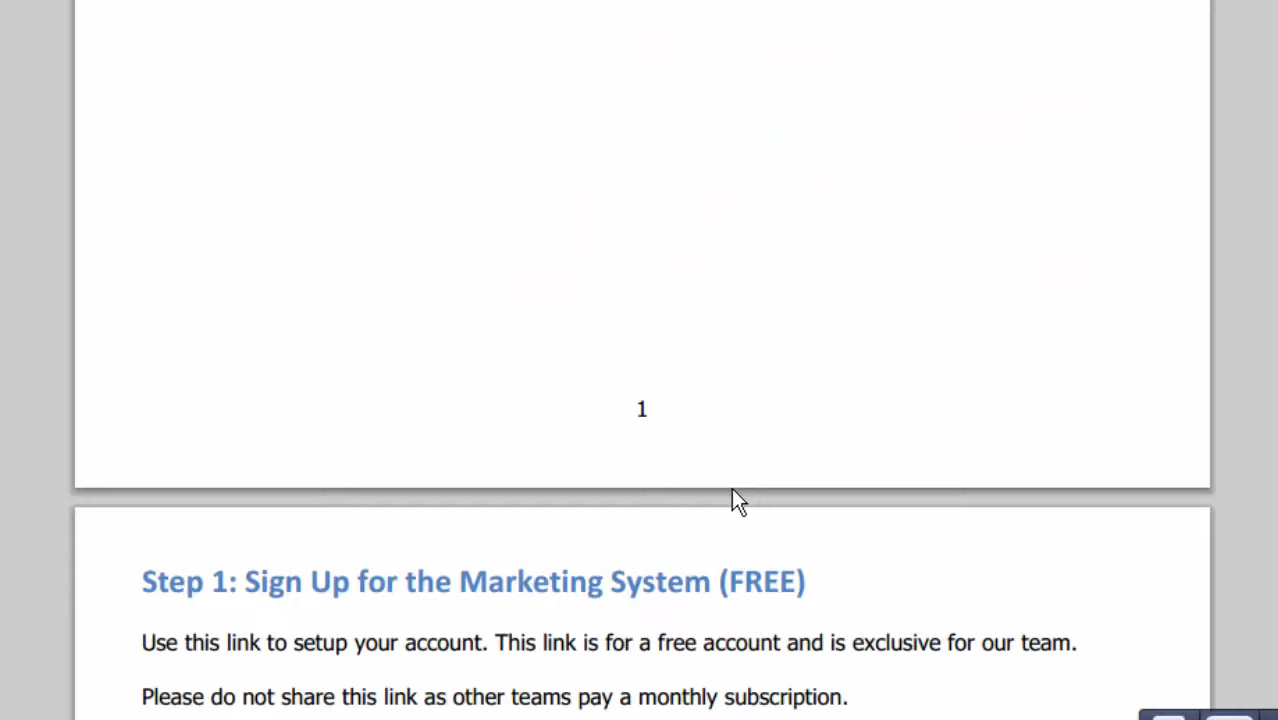 1
Step 1: Sign Up for the Marketing System (FREE)
Use this link to setup your account. This link is for a free account and is exclusive for our team.
Please do not share this link as other teams pay a monthly subscription.